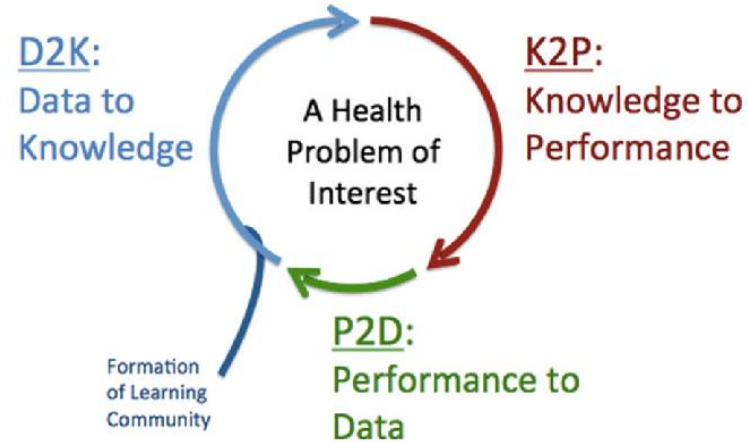 D2K:
Data to
Knowledge
A Health
Problem of
Interest
K2P:
Knowledge to
Performance
P2D:
Performance to
Data
Formation
of Learning
Community